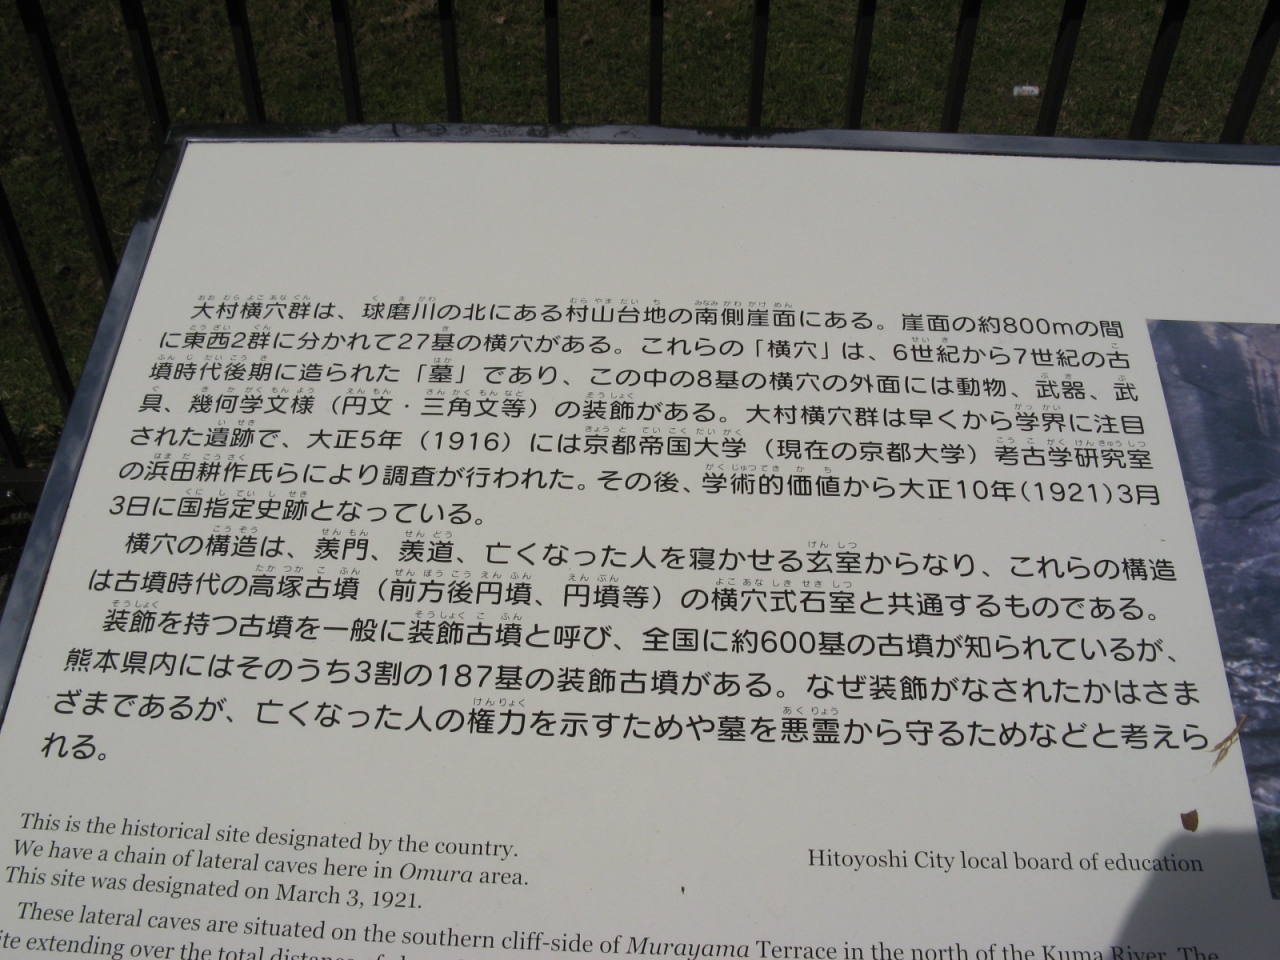 大村横穴群は、球磨川の北にある村山台地の南側崖面にある。崖面の約800mの間
に東西2群に分かれて27基の横穴がある。これらの「横穴」は、6世紀から7世紀の古
墳時代後期に造られた「墓」であり、この中の8基の横穴の外面には動物、武器、武
具、幾何学文様（円文・三角文等）の装飾がある。大村横穴群は早くから学界に注目
された遺跡で、大正5年（1916）には京都帝国大学（現在の京都大学）考古学研究室
の浜田耕作氏らにより調査が行われた。その後、学術的価値から大正10年（1921）3月
3日に国指定史跡となっている。
横穴の構造は、羨門、羨道、亡くなった人を寝かせる玄室からなり、これらの構造
は古墳時代の高塚古墳（前方後円墳、円墳等）の横穴式石室と共通するものである。
装飾を持つ古墳を一般に装飾古墳と呼び、全国に約600基の古墳が知られているが、
熊本県内にはそのうち3割の187基の装飾古墳がある。なぜ装飾がなされたかはさま
ざまであるが、亡くなった人の権力を示すためや墓を悪霊から守るためなどと考えら
れる。
This is the historical site designated by the country.
We have a chain of lateral caves here in Omura area.
This site was designated on March 3, 1921.
Hitoyoshi City local board of education
These lateral caves are situated on the southern cliff-side of Murayama Terrace in the north of the Kuma River. The
extending over the total distance of